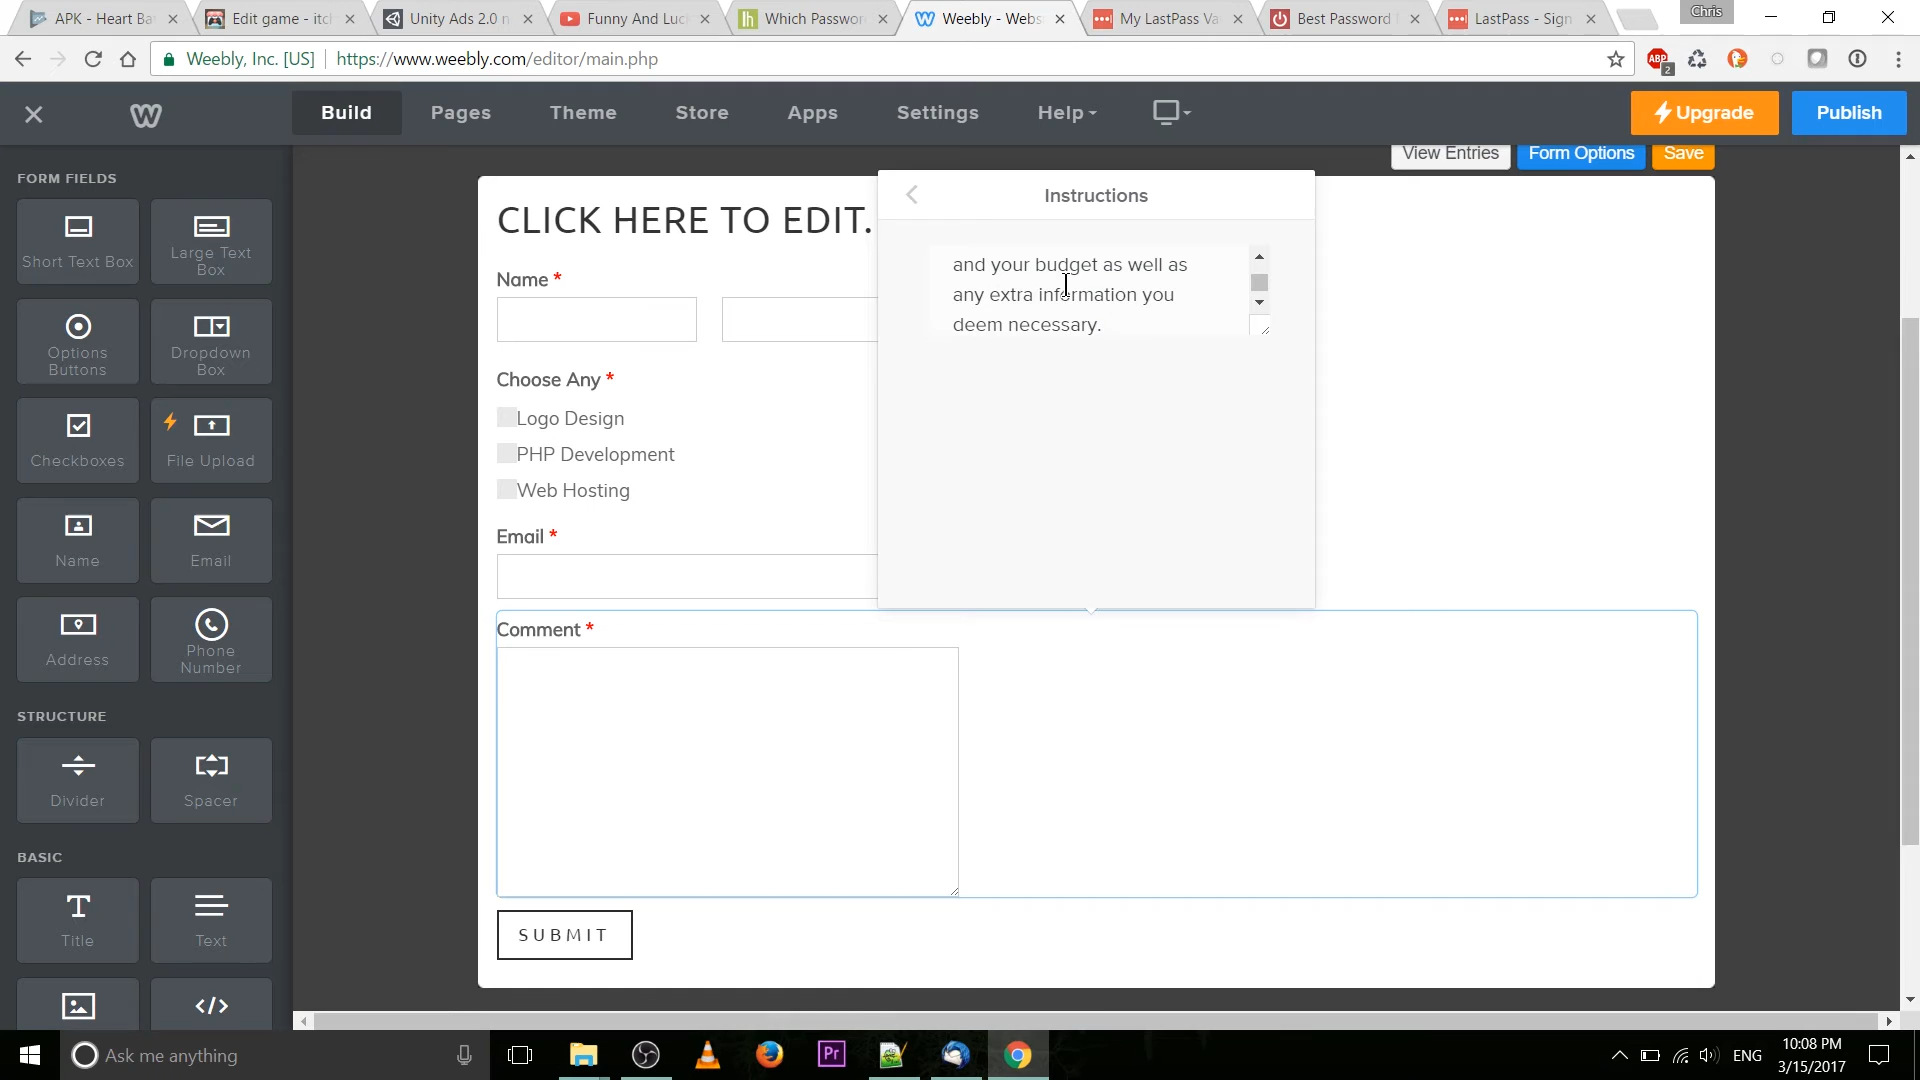 APK - Heart Ba
Edit game - itch
Unity Ads 2.0 n
Funny And Luc
Which Passwor
Weebly - Webs
My LastPass Va
Best Password
LastPass - Sign
Chris
Weebly, Inc. [US]
https://www.weebly.com/editor/main.php
ABP
2
Build
Pages
Theme
Store
Apps
Settings
Help
Upgrade
Publish
View Entries
Form Options
Save
FORM FIELDS
Short Text Box
Large Text
Box
Options
Buttons
Dropdown
Box
Checkboxes
File Upload
Name
Email
Address
Phone
Number
STRUCTURE
Divider
Spacer
BASIC
Title
Text
CLICK HERE TO EDIT.
Name *
Choose Any *
Logo Design
PHP Development
Web Hosting
Email *
Comment *
SUBMIT
Instructions
and your budget as well as
any extra information you
deem necessary.
Ask me anything
Pr
ENG
10:08 PM
3/15/2017